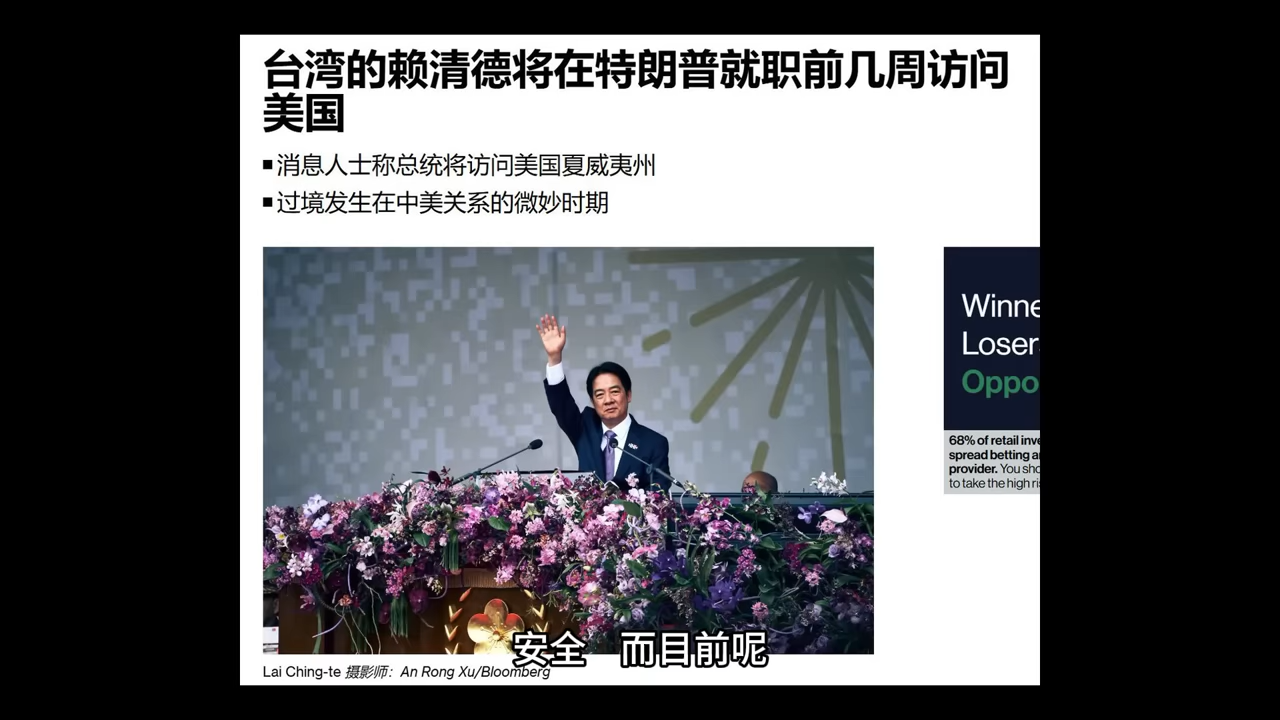 台湾的赖清德将在特朗普就职前几周访问
美国
消息人士称总统将访问美国夏威夷州
过境发生在中美关系的微妙时期
Winne
Loser
Oppo
68% of retail inve
spread betting a
provider. You sho
to take the high ri
安全 而目前呢
Lai Ching-te 摄影师：An Rong Xu/Bloomberg